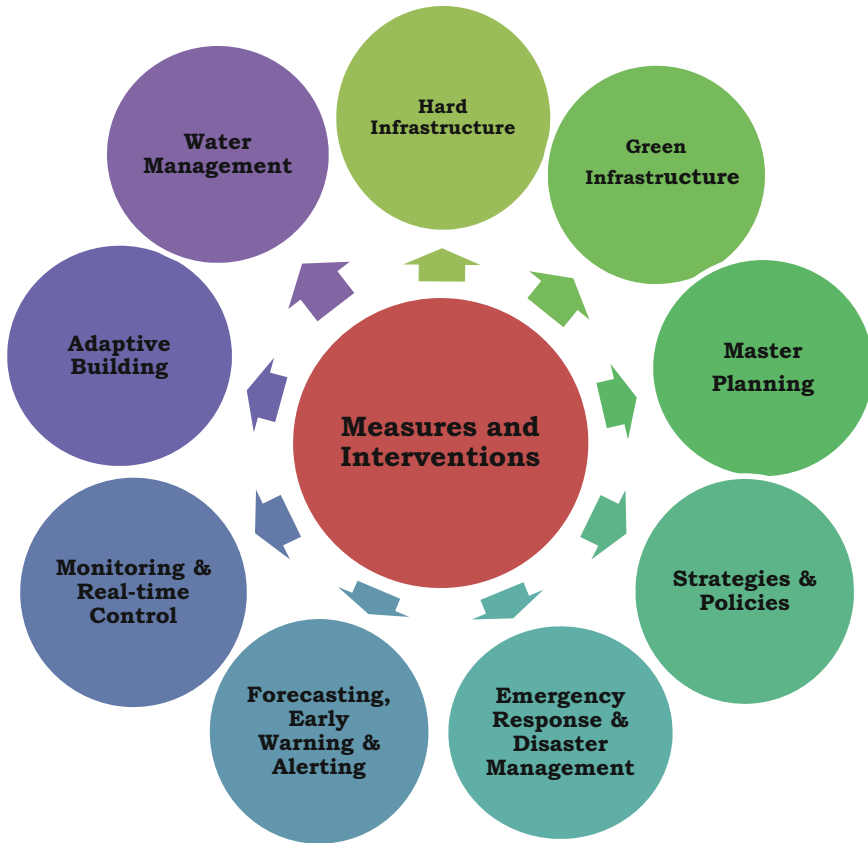 Hard
Infrastructure
Green
Infrastructure
Master
Planning
Strategies &
Policies
Emergency
Response &
Disaster
Management
Forecasting,
Early
Warning &
Alerting
Monitoring &
Real-time
Control
Adaptive
Building
Water
Management
Measures and
Interventions